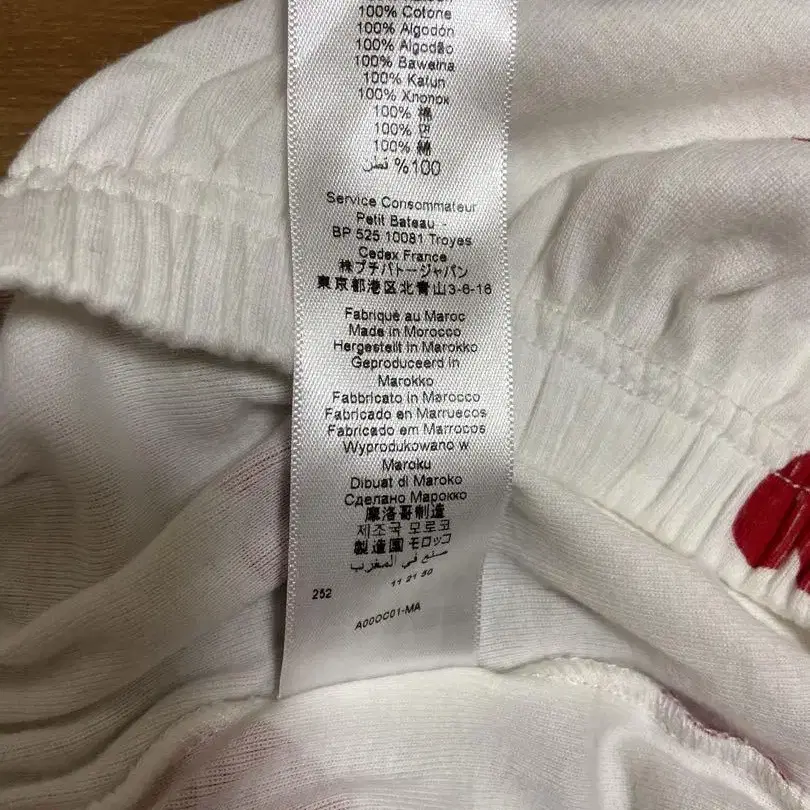 100% Cotone
100% Algodón
100% Algodão
100% Bawełna
100% Katun
100% Хлопок
100% 棉
100% 면
100% 綿
100% قطن
Service Consommateur
Petit Bateau
BP 525 10081 Troyes
Cedex France
株プチバトージャパン
東京都港区北青山3-6-16
Fabriqué au Maroc
Made in Morocco
Hergestellt in Marokko
Geproduceerd in
Marokko
Fabbricato in Marocco
Fabricado en Marruecos
Fabricado em Marrocos
Wyprodukowano w
Maroku
Dibuat di Maroko
Сделано Марокко
摩洛哥制造
제조국 모로코
製造国 モロッコ
صنع في المغرب
11 21 50
252
A00OC01-MA